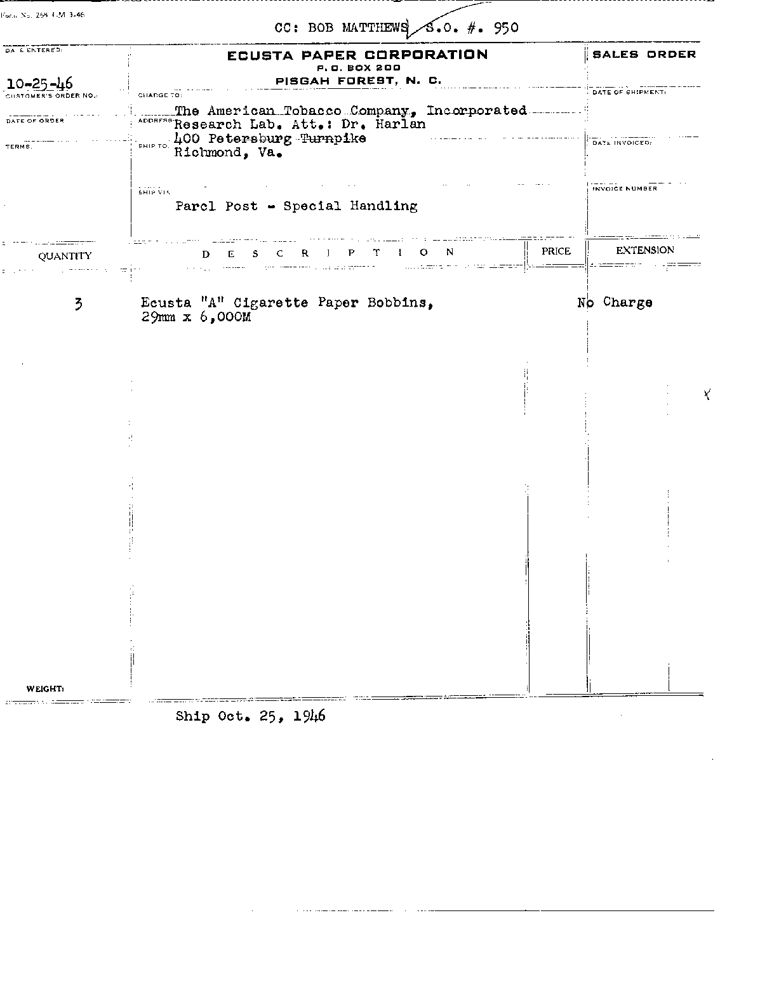 Form No. 268 4-M 3-46
CC: BOB MATTHEWS S.O. #. 950
DATE ENTERED:
10-25-46
ECUSTA PAPER CORPORATION
P. O. BOX 200
PISGAH FOREST, N. C.
SALES ORDER
CUSTOMER'S ORDER NO.:
CHARGE TO:
DATE OF SHIPMENT:
The American Tobacco Company, Incorporated
DATE OF ORDER
ADDRESS
Research Lab. Att.: Dr. Harlan
TERMS:
SHIP TO:
400 Petersburg Turnpike
DATE INVOICED:
Richmond, Va.
SHIP VIA
INVOICE NUMBER
Parcl Post - Special Handling
QUANTITY DESCRIPTION PRICE EXTENSION
3 Ecusta "A" Cigarette Paper Bobbins, No Charge
29mm x 6,000M
X
WEIGHT:
Ship Oct. 25, 1946